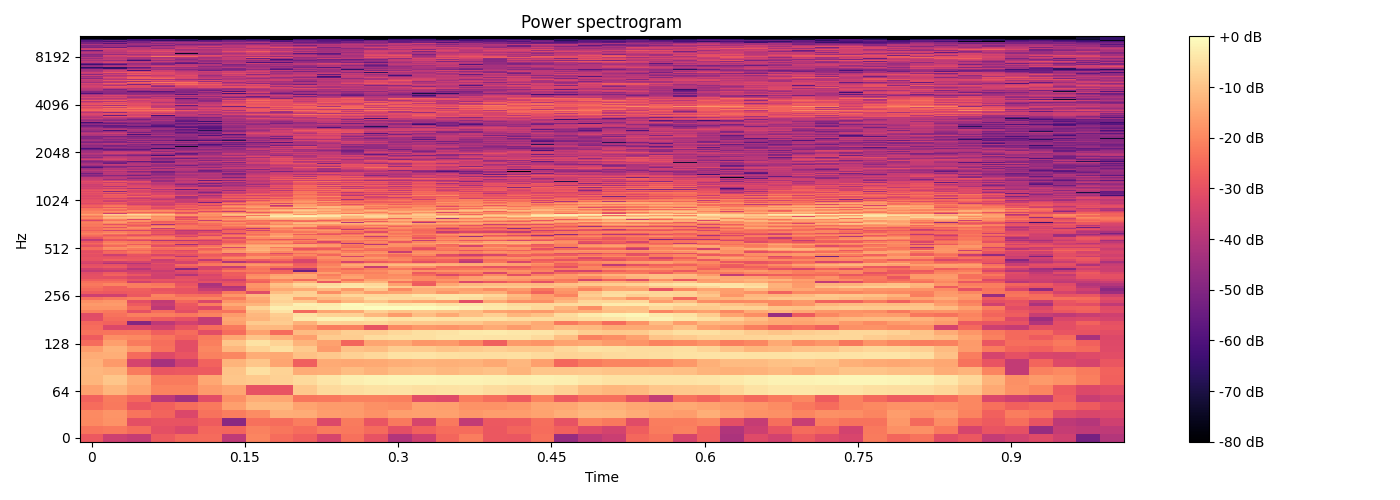 Power spectrogram
8192
4096
2048
1024
512
256
128
64
0
Hz
0 0.15 0.3 0.45 0.6 0.75 0.9
Time
+0 dB
-10 dB
-20 dB
-30 dB
-40 dB
-50 dB
-60 dB
-70 dB
-80 dB